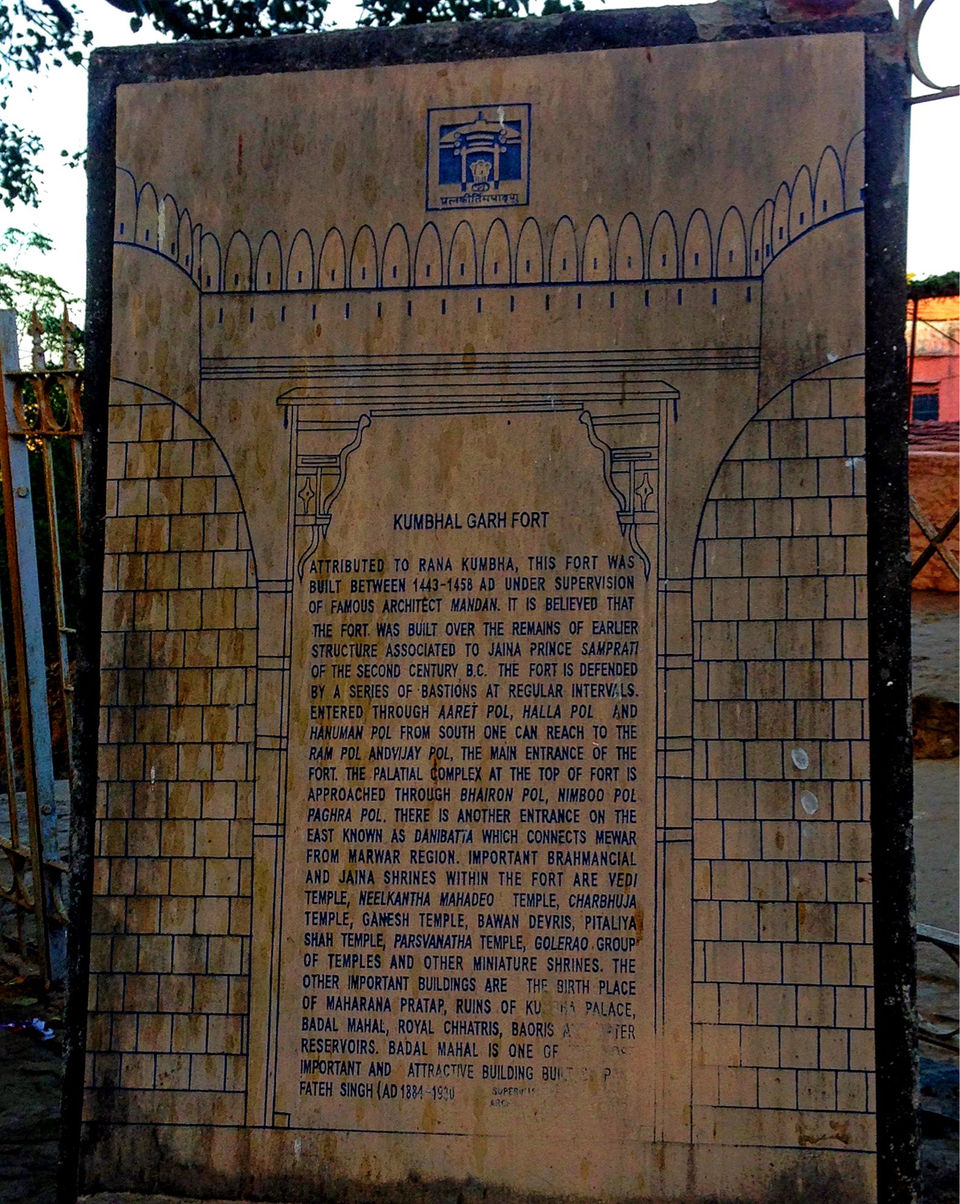 प्रत्नकीर्तिमपावृणु
KUMBHAL GARH FORT
ATTRIBUTED TO RANA KUMBHA, THIS FORT WAS
BUILT BETWEEN 1443-1458 AD UNDER SUPERVISION
OF FAMOUS ARCHITECT MANDAN. IT IS BELIEVED THAT
THE FORT WAS BUILT OVER THE REMAINS OF EARLIER
STRUCTURE ASSOCIATED TO JAINA PRINCE SAMPRATI
OF THE SECOND CENTURY B.C. THE FORT IS DEFENDED
BY A SERIES OF BASTIONS AT REGULAR INTERVALS.
ENTERED THROUGH AARET POL, HALLA POL AND
HANUMAN POL FROM SOUTH ONE CAN REACH TO THE
RAM POL ANDVIJAY POL, THE MAIN ENTRANCE OF THE
FORT. THE PALATIAL COMPLEX AT THE TOP OF FORT IS
APPROACHED THROUGH BHAIRON POL, NIMBOO POL
PAGHRA POL. THERE IS ANOTHER ENTRANCE ON THE
EAST KNOWN AS DANIBATTA WHICH CONNECTS MEWAR
FROM MARWAR REGION. IMPORTANT BRAHMANCIAL
AND JAINA SHRINES WITHIN THE FORT ARE VEDI
TEMPLE, NEELKANTHA MAHADEO TEMPLE, CHARBHUJA
TEMPLE, GANESH TEMPLE, BAWAN DEVRIS, PITALIYA
SHAH TEMPLE, PARSVANATHA TEMPLE, GOLERAO GROUP
OF TEMPLES AND OTHER MINIATURE SHRINES. THE
OTHER IMPORTANT BUILDINGS ARE THE BIRTH PLACE
OF MAHARANA PRATAP, RUINS OF PALACE,
BADAL MAHAL, ROYAL CHHATRIS, BAORIS
RESERVOIRS. BADAL MAHAL IS ONE OF
IMPORTANT AND ATTRACTIVE BUILDING
FATEH SINGH (AD 1884-1930